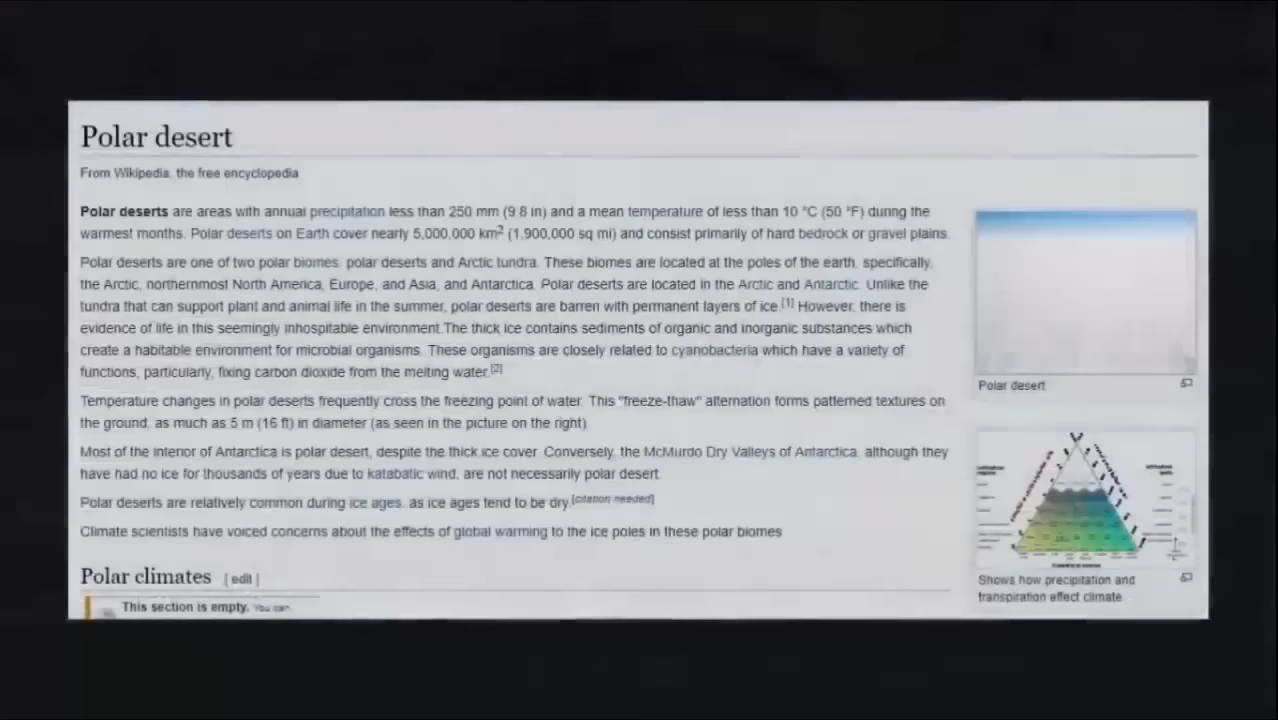 Polar desert
From Wikipedia, the free encyclopedia
Polar deserts are areas with annual precipitation less than 250 mm (9.8 in) and a mean temperature of less than 10 °C (50 °F) during the
warmest months. Polar deserts on Earth cover nearly 5,000,000 km² (1,900,000 sq mi) and consist primarily of hard bedrock or gravel plains.
Polar deserts are one of two polar biomes, polar deserts and Arctic tundra. These biomes are located at the poles of the earth, specifically,
the Arctic, northernmost North America, Europe, and Asia, and Antarctica. Polar deserts are located in the Arctic and Antarctic. Unlike the
tundra that can support plant and animal life in the summer, polar deserts are barren with permanent layers of ice.[1] However, there is
evidence of life in this seemingly inhospitable environment.The thick ice contains sediments of organic and inorganic substances which
create a habitable environment for microbial organisms. These organisms are closely related to cyanobacteria which have a variety of
functions, particularly, fixing carbon dioxide from the melting water.[2]
Temperature changes in polar deserts frequently cross the freezing point of water. This "freeze-thaw" alternation forms patterned textures on
the ground, as much as 5 m (16 ft) in diameter (as seen in the picture on the right).
Most of the interior of Antarctica is polar desert, despite the thick ice cover. Conversely, the McMurdo Dry Valleys of Antarctica, although they
have had no ice for thousands of years due to katabatic wind, are not necessarily polar desert.
Polar deserts are relatively common during ice ages, as ice ages tend to be dry.[citation needed]
Climate scientists have voiced concerns about the effects of global warming to the ice poles in these polar biomes
Polar climates [ edit ]
This section is empty. You can
Polar desert
Shows how precipitation and
transpiration effect climate